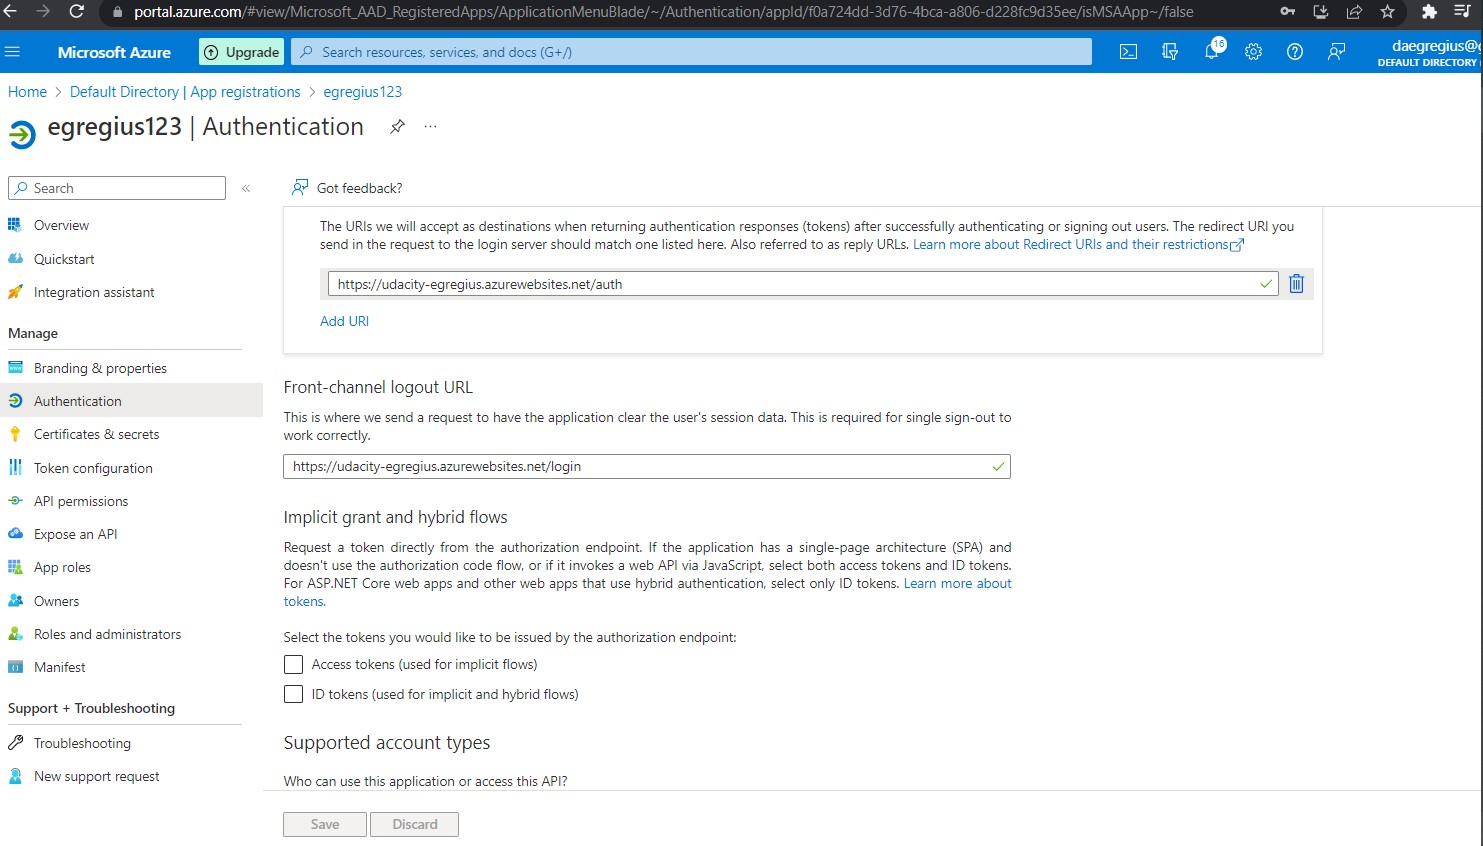 portal.azure.com/#view/Microsoft_AAD_RegisteredApps/ApplicationMenuBlade/~/Authentication/appId/f0a724dd-3d76-4bca-a806-d228fc9d35ee/isMSAApp~/false
Microsoft Azure
Upgrade
Search resources, services, and docs (G+/)
16
daegregius@g
DEFAULT DIRECTORY
Home > Default Directory | App registrations > egregius123
egregius123 | Authentication
...
Search
«
Got feedback?
Overview
Quickstart
Integration assistant
Manage
Branding & properties
Authentication
Certificates & secrets
Token configuration
API permissions
Expose an API
App roles
Owners
Roles and administrators
Manifest
Support + Troubleshooting
Troubleshooting
New support request
The URIs we will accept as destinations when returning authentication responses (tokens) after successfully authenticating or signing out users. The redirect URI you
send in the request to the login server should match one listed here. Also referred to as reply URLs. Learn more about Redirect URIs and their restrictions
https://udacity-egregius.azurewebsites.net/auth
Add URI
Front-channel logout URL
This is where we send a request to have the application clear the user's session data. This is required for single sign-out to
work correctly.
https://udacity-egregius.azurewebsites.net/login
Implicit grant and hybrid flows
Request a token directly from the authorization endpoint. If the application has a single-page architecture (SPA) and
doesn't use the authorization code flow, or if it invokes a web API via JavaScript, select both access tokens and ID tokens.
For ASP.NET Core web apps and other web apps that use hybrid authentication, select only ID tokens. Learn more about
tokens.
Select the tokens you would like to be issued by the authorization endpoint:
Access tokens (used for implicit flows)
ID tokens (used for implicit and hybrid flows)
Supported account types
Who can use this application or access this API?
Save
Discard